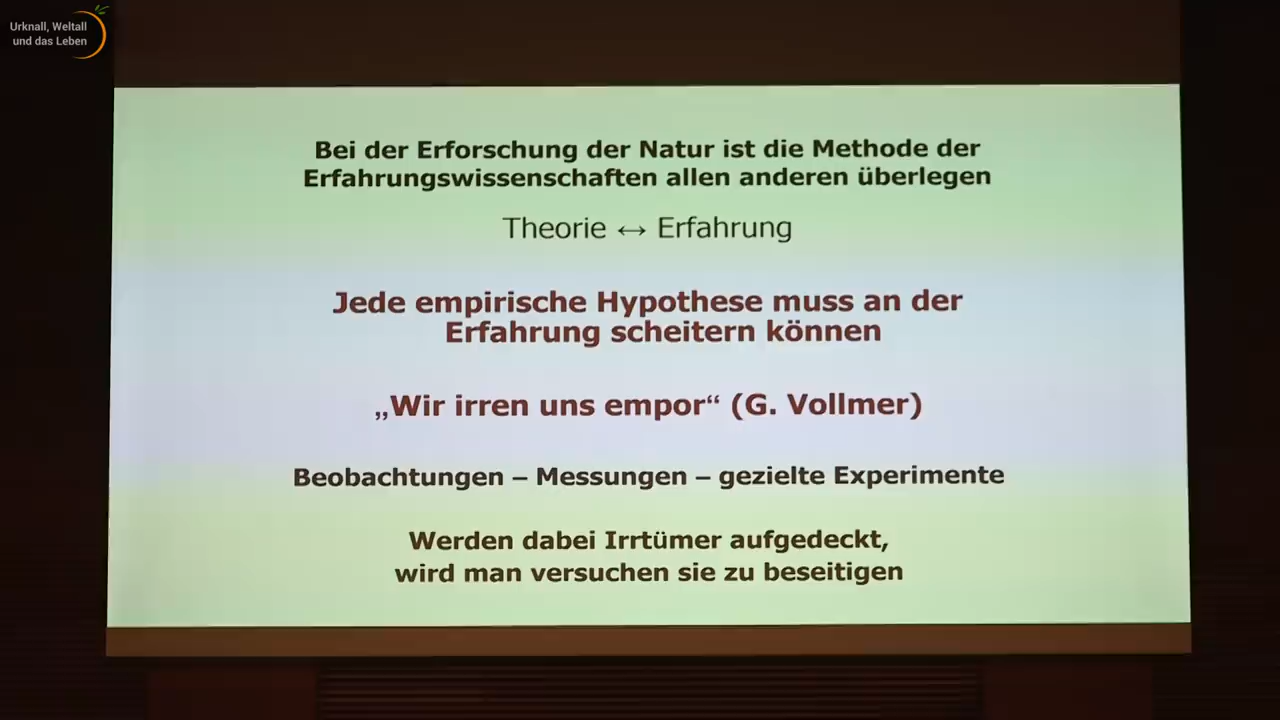 Urknall, Weltall
und das Leben
Bei der Erforschung der Natur ist die Methode der
Erfahrungswissenschaften allen anderen überlegen
Theorie ↔ Erfahrung
Jede empirische Hypothese muss an der
Erfahrung scheitern können
„Wir irren uns empor“ (G. Vollmer)
Beobachtungen – Messungen – gezielte Experimente
Werden dabei Irrtümer aufgedeckt,
wird man versuchen sie zu beseitigen